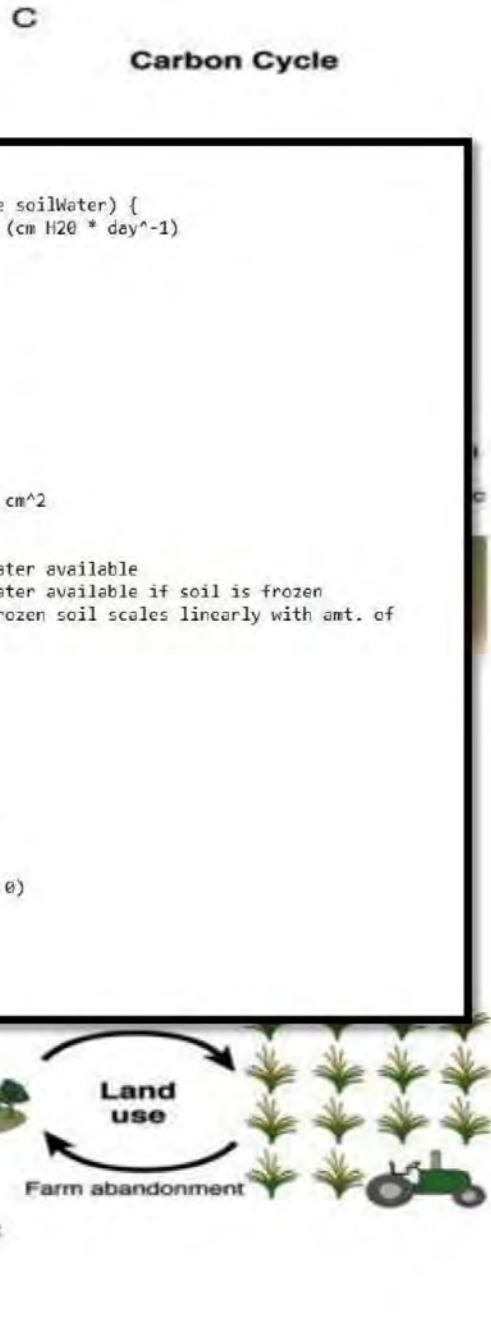 C
Carbon Cycle
soilWater) {
(cm H20 * day^-1)
cm^2
c
ater available
ater available if soil is frozen
rozen soil scales linearly with amt. of
0)
Land
use
Farm abandonment